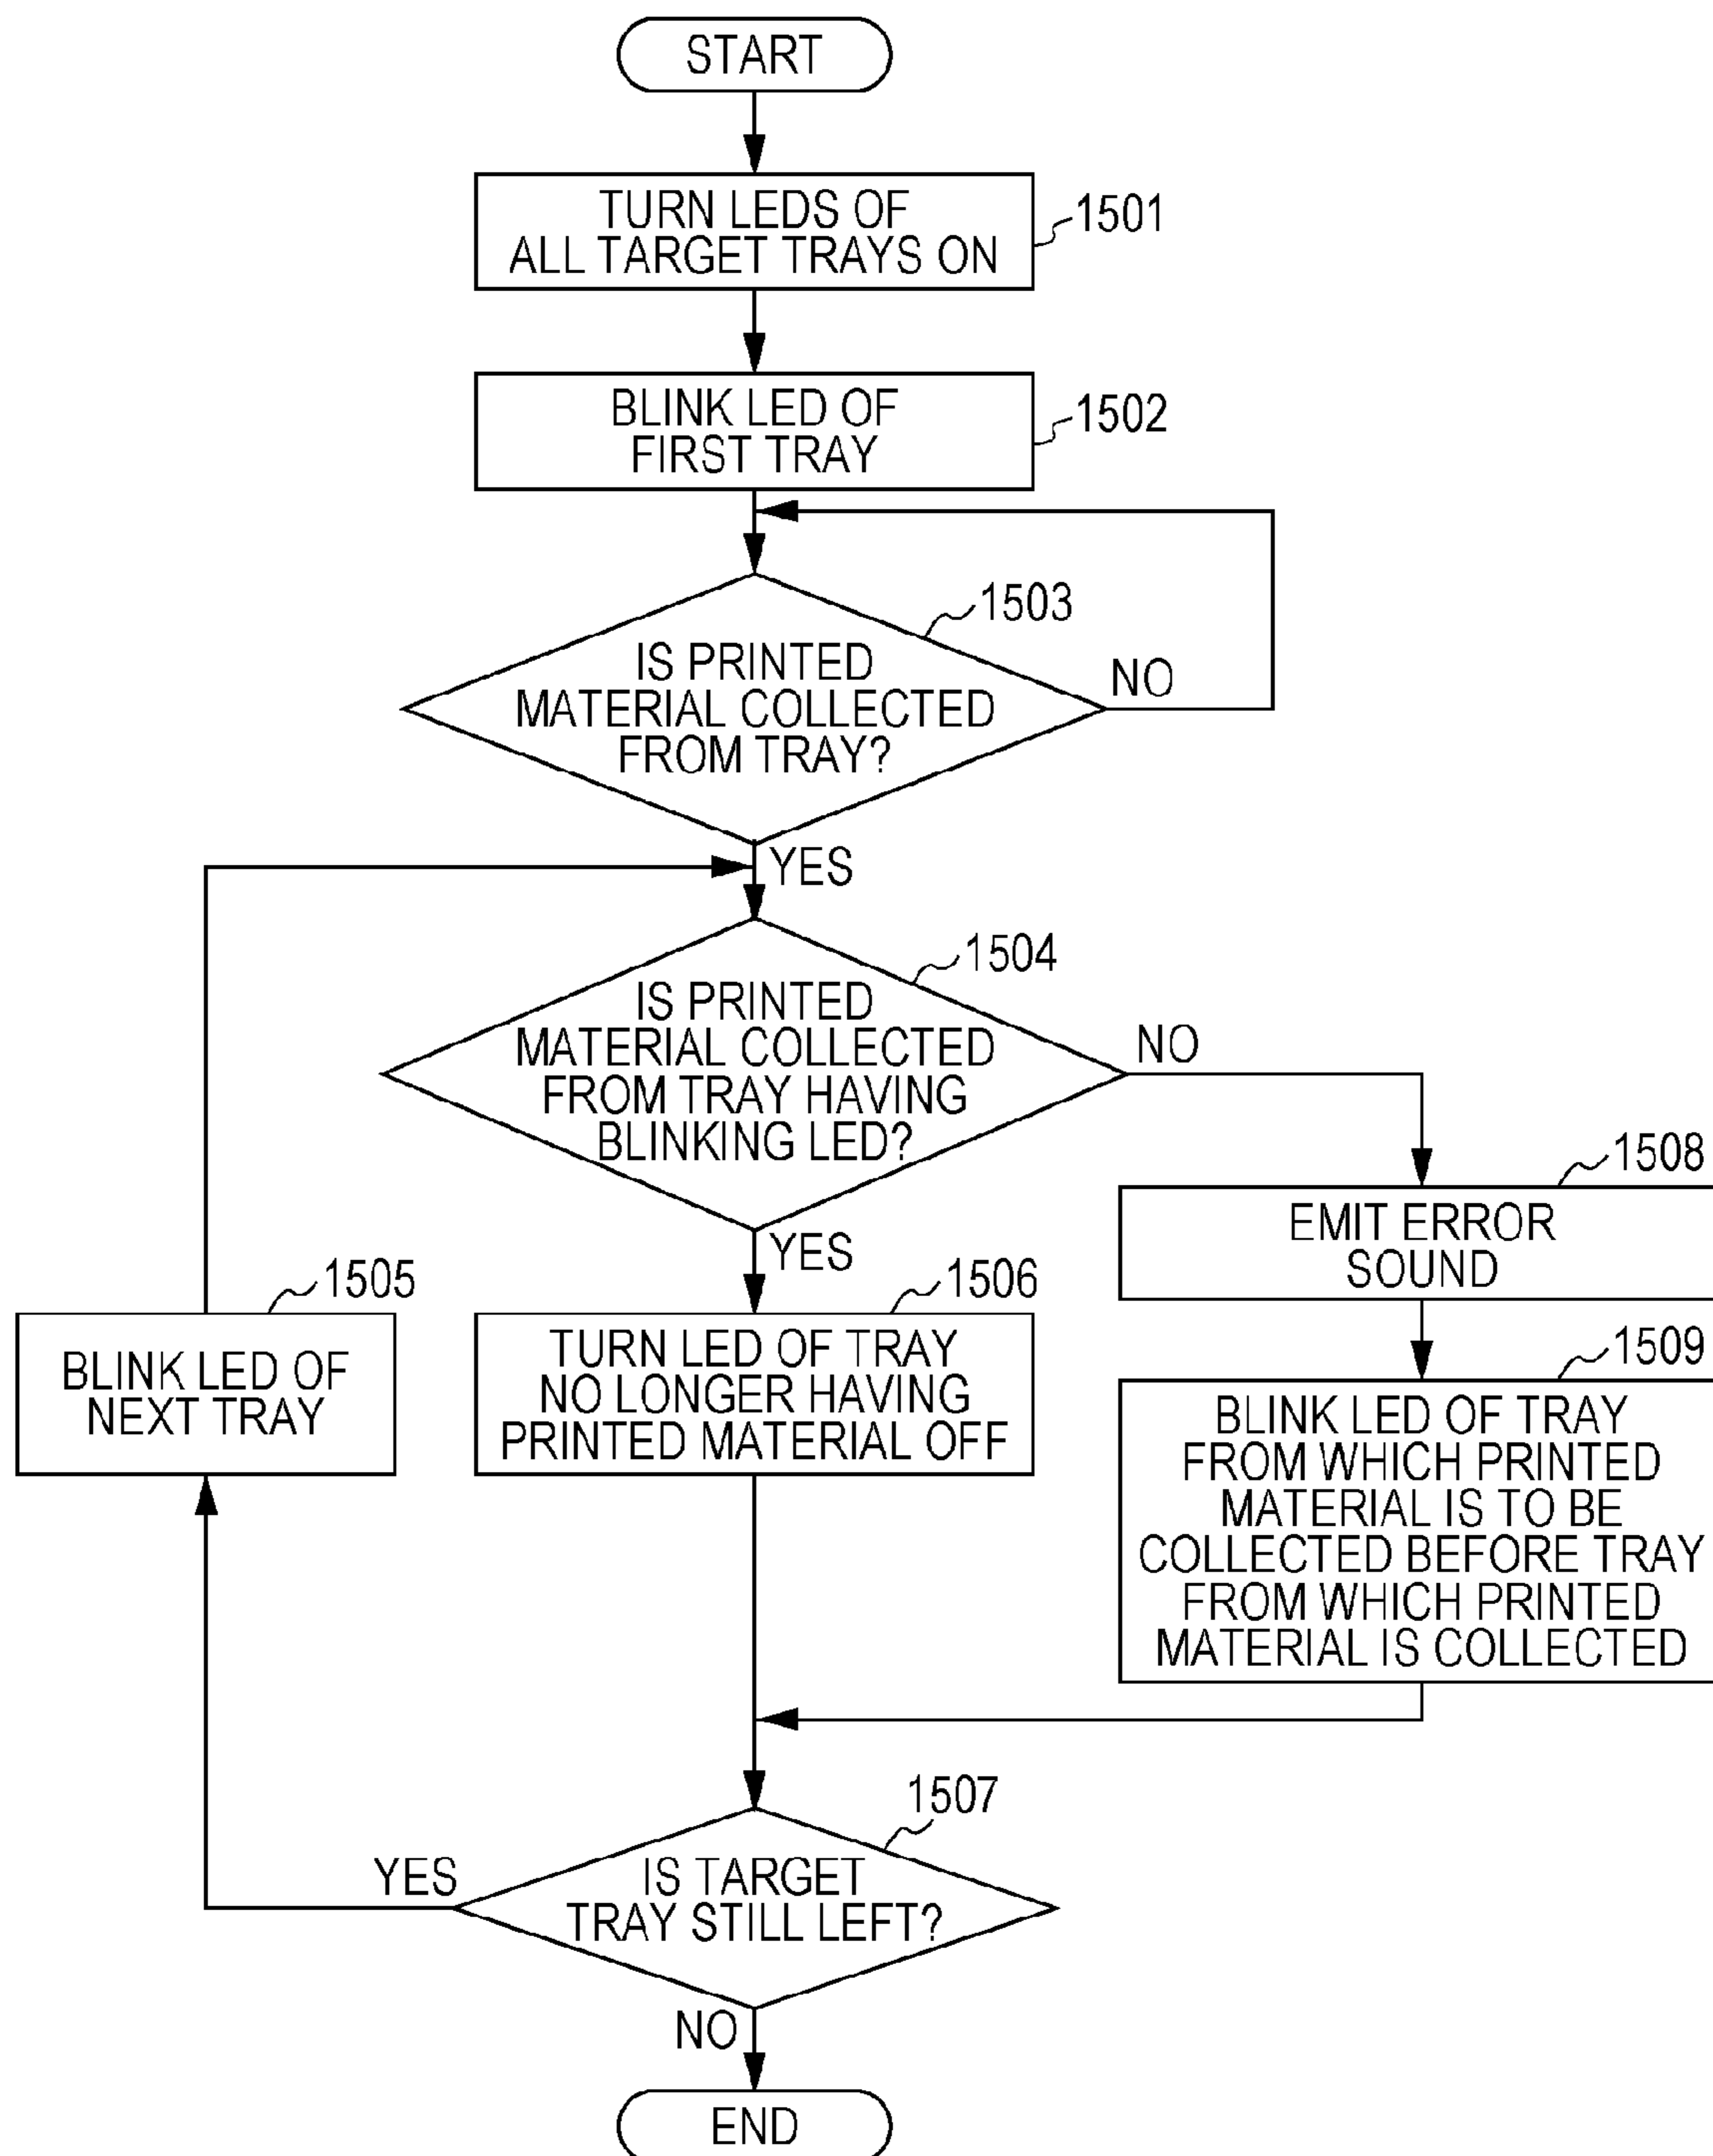 START
TURN LEDS OF
ALL TARGET TRAYS ON
1501
BLINK LED OF
FIRST TRAY
1502
1503
IS PRINTED
MATERIAL COLLECTED
FROM TRAY?
NO
YES
1504
IS PRINTED
MATERIAL COLLECTED
FROM TRAY HAVING
BLINKING LED?
NO
YES
1508
EMIT ERROR
SOUND
1505
BLINK LED OF
NEXT TRAY
1506
TURN LED OF TRAY
NO LONGER HAVING
PRINTED MATERIAL OFF
1509
BLINK LED OF TRAY
FROM WHICH PRINTED
MATERIAL IS TO BE
COLLECTED BEFORE TRAY
FROM WHICH PRINTED
MATERIAL IS COLLECTED
1507
YES
IS TARGET
TRAY STILL LEFT?
NO
END